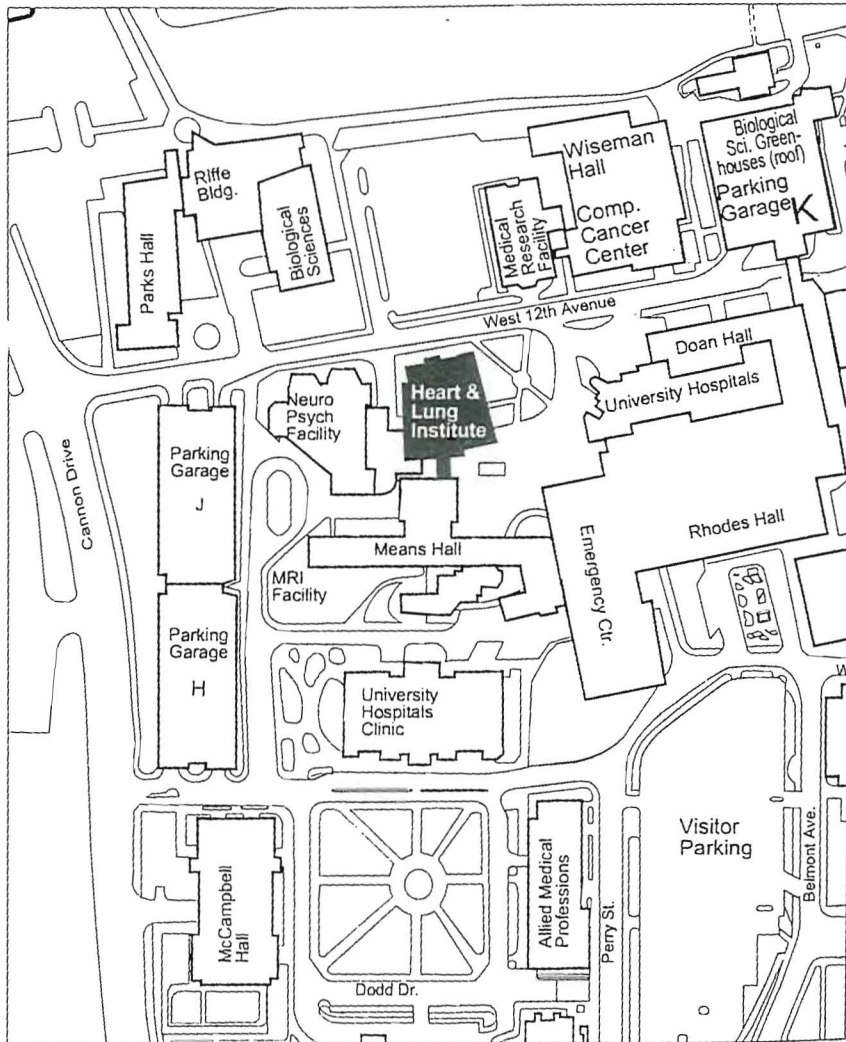 Biological
Sci. Green-
houses (roof)
Parking
Garage K
Wiseman
Hall
Comp.
Cancer
Center
Medical
Research
Facility
Riffe
Bldg.
Biological
Sciences
Parks Hall
West 12th Avenue
Doan Hall
University Hospitals
Heart &
Lung
Institute
Neuro
Psych
Facility
Parking
Garage
J
Cannon Drive
Rhodes Hall
Emergency Ctr.
Means Hall
MRI
Facility
Parking
Garage
H
University
Hospitals
Clinic
W
Visitor
Parking
Belmont Ave.
McCampbell
Hall
Allied Medical
Professions
Perry St.
Dodd Dr.